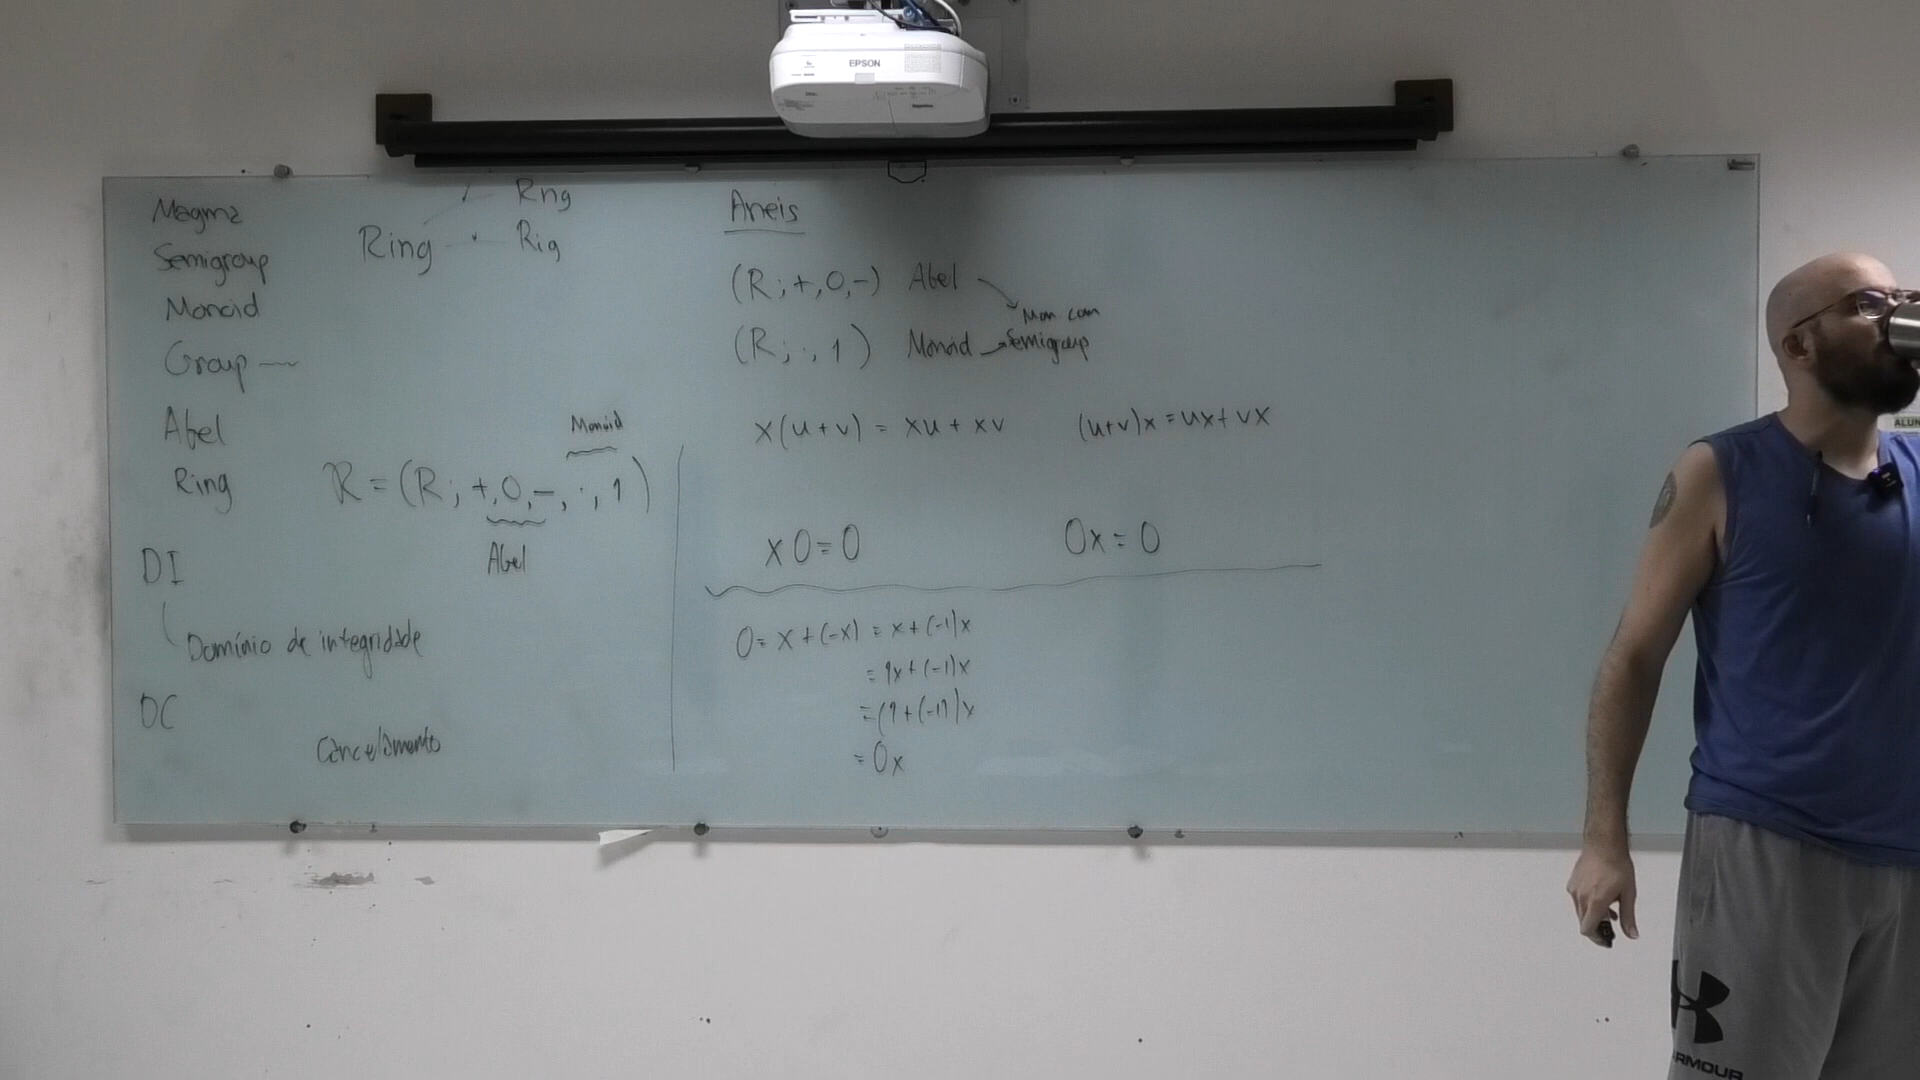 EPSON
Magma
Semigroup
Monoid
Group —
Abel
Ring
DI
Domínio de integridade
DC
Cancelamento
Ring
Rng
Rig
Monoid
R = (R ; +, 0, –, ·, 1)
Abel
Aneis
(R ; +, 0, –) Abel
Mon com
(R ; ·, 1) Monoid → Semigroup
x(u+v) = xu + xv
(u+v)x = ux + vx
x0 = 0
0x = 0
0 = x + (-x) = x + (-1)x
= 1x + (-1)x
= (1 + (-1))x
= 0x
ALUN
ARMOUR